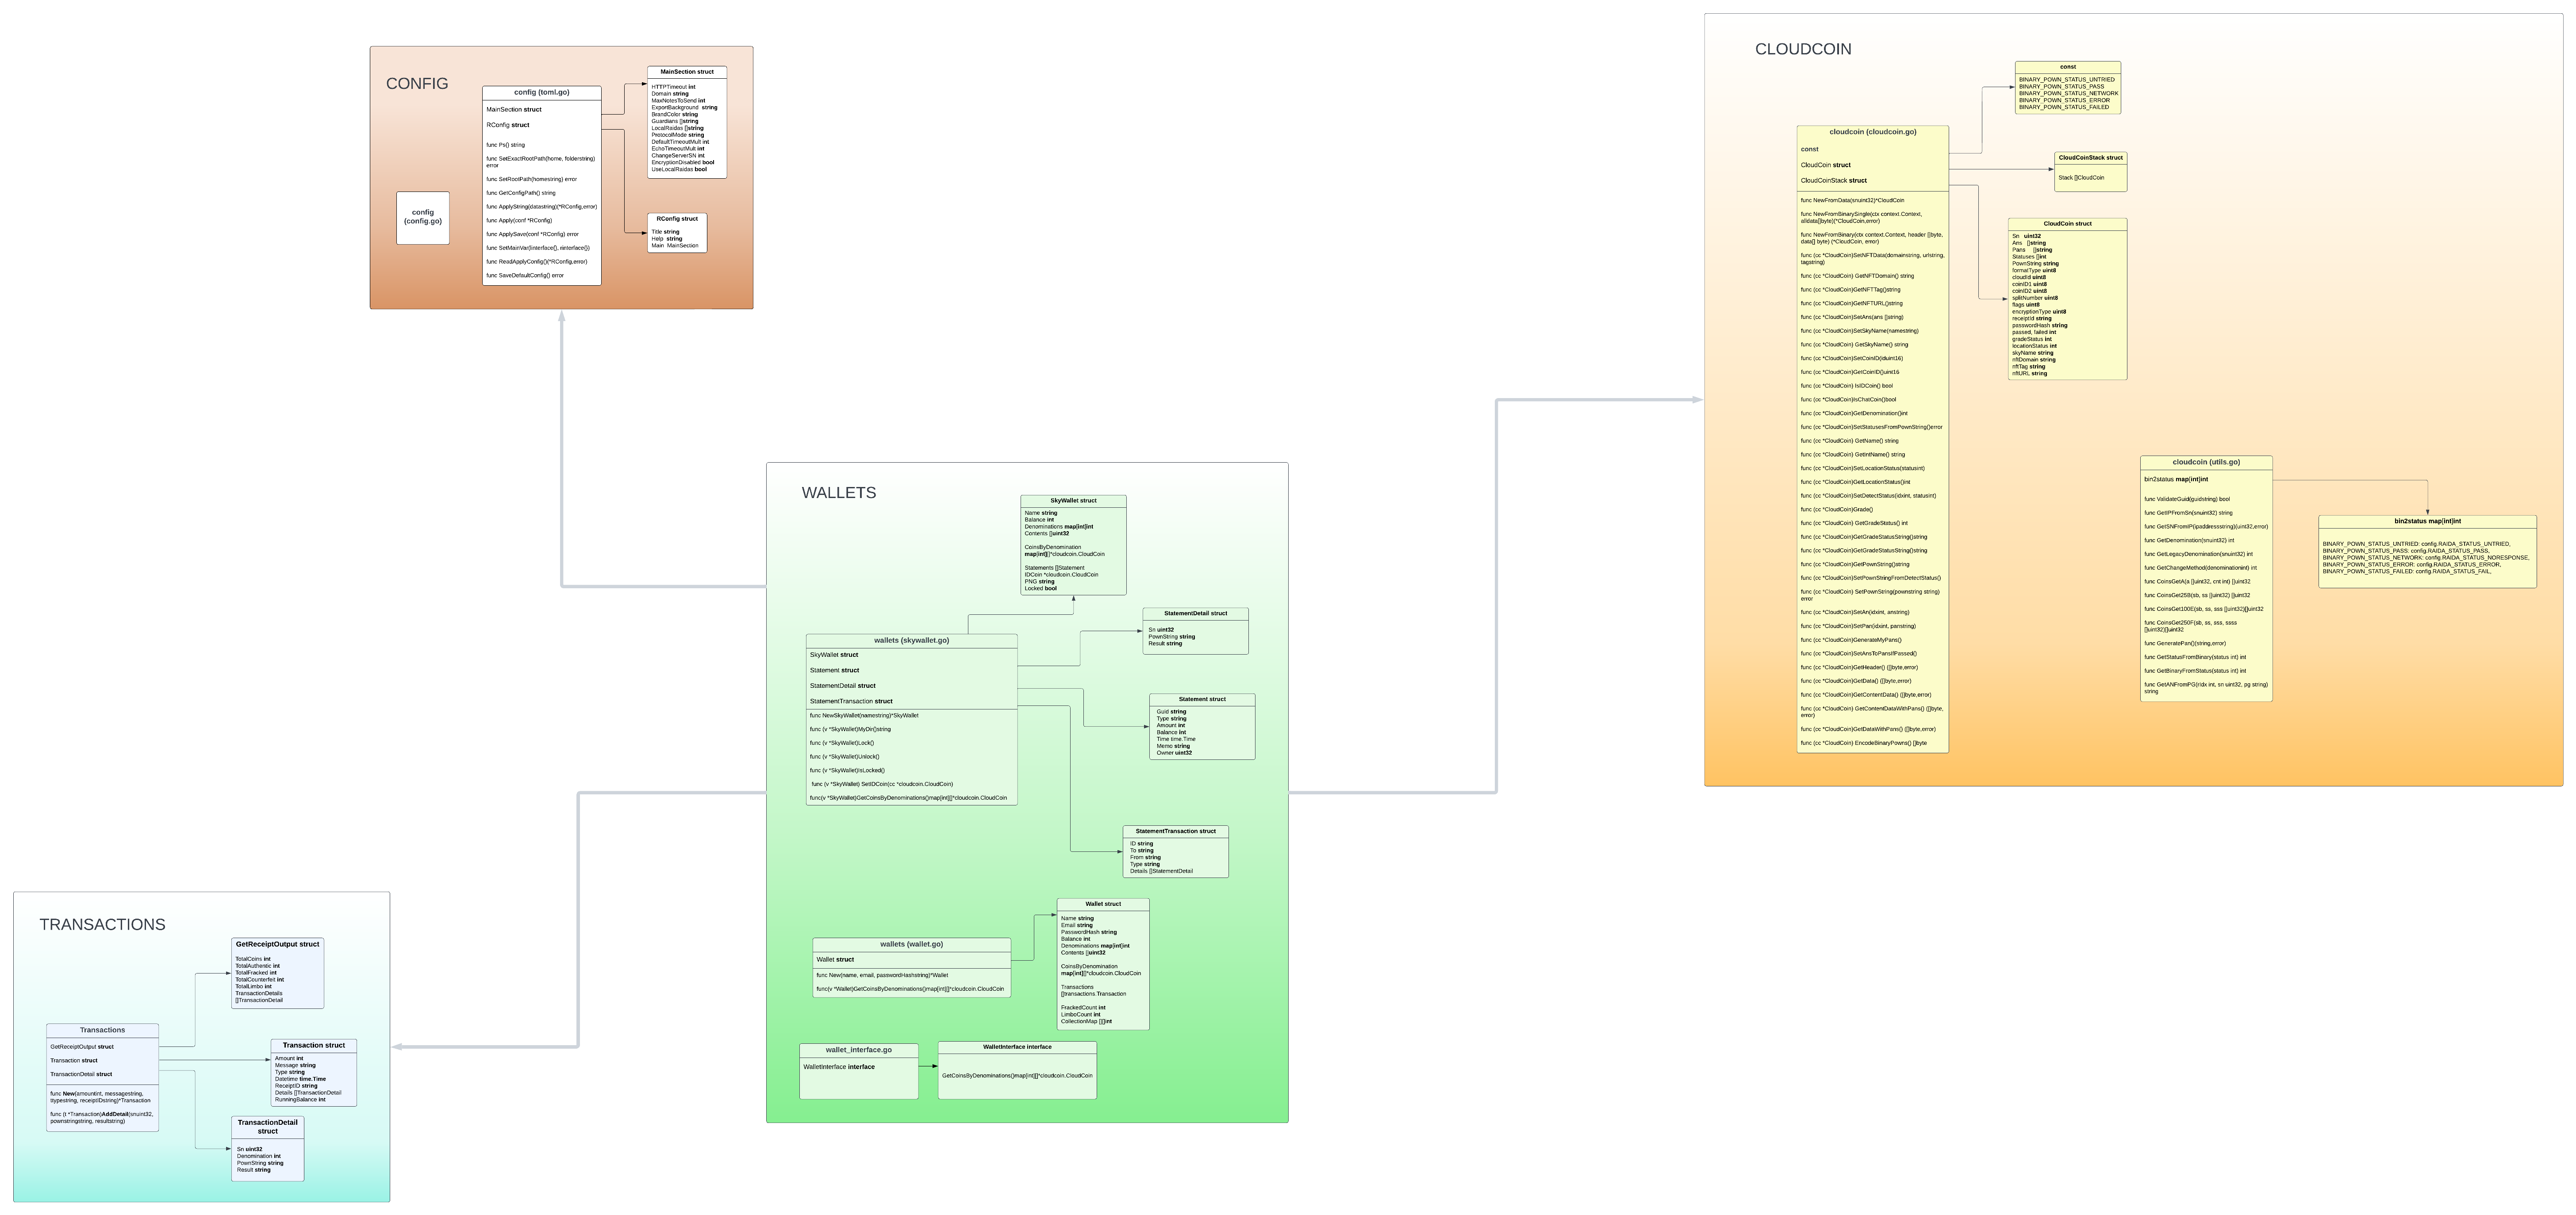 CONFIG
config (toml.go)
MainSection struct
RConfig struct
func Ps() string
func SetExactRootPath(home, folderstring)
error
func SetRootPath(homestring) error
func GetConfigPath() string
func ApplyString(datastring)(*RConfig,error)
func Apply(conf *RConfig)
func ApplySave(conf *RConfig) error
func SetMainVar(linterface{}, rinterface{})
func ReadApplyConfig()(*RConfig,error)
func SaveDefaultConfig() error
config
(config.go)
MainSection struct
HTTPTimeout int
Domain string
MaxNotesToSend int
ExportBackground string
BrandColor string
Guardians []string
LocalRaidas []string
ProtocolMode string
DefaultTimeoutMult int
EchoTimeoutMult int
ChangeServerSN int
EncryptionDisabled bool
UseLocalRaidas bool
RConfig struct
Title string
Help string
Main MainSection
CLOUDCOIN
cloudcoin (cloudcoin.go)
const
CloudCoin struct
CloudCoinStack struct
func NewFromData(snuint32)*CloudCoin
func NewFromBinarySingle(ctx context.Context,
alldata[]byte)(*CloudCoin,error)
func NewFromBinary(ctx context.Context, header []byte,
data[] byte) (*CloudCoin, error)
func (cc *CloudCoin)SetNFTData(domainstring, urlstring,
tagstring)
func (cc *CloudCoin) GetNFTDomain() string
func (cc *CloudCoin)GetNFTTag()string
func (cc *CloudCoin)GetNFTURL()string
func (cc *CloudCoin)SetAns(ans []string)
func (cc *CloudCoin)SetSkyName(namestring)
func (cc *CloudCoin) GetSkyName() string
func (cc *CloudCoin)SetCoinID(iduint16)
func (cc *CloudCoin)GetCoinID()uint16
func (cc *CloudCoin) IsIDCoin() bool
func (cc *CloudCoin)IsChatCoin()bool
func (cc *CloudCoin)GetDenomination()int
func (cc *CloudCoin)SetStatusesFromPownString()error
func (cc *CloudCoin) GetName() string
func (cc *CloudCoin) GetIntName() string
func (cc *CloudCoin)SetLocationStatus(statusint)
func (cc *CloudCoin)GetLocationStatus()int
func (cc *CloudCoin)SetDetectStatus(idxint, statusint)
func (cc *CloudCoin)Grade()
func (cc *CloudCoin) GetGradeStatus() int
func (cc *CloudCoin)GetGradeStatusString()string
func (cc *CloudCoin)GetGradeStatusString()string
func (cc *CloudCoin)GetPownString()string
func (cc *CloudCoin)SetPownStringFromDetectStatus()
func (cc *CloudCoin) SetPownString(pownstring string)
error
func (cc *CloudCoin)SetAn(idxint, anstring)
func (cc *CloudCoin)SetPan(idxint, panstring)
func (cc *CloudCoin)GenerateMyPans()
func (cc *CloudCoin)SetAnsToPansIfPassed()
func (cc *CloudCoin)GetHeader() ([]byte,error)
func (cc *CloudCoin)GetData() ([]byte,error)
func (cc *CloudCoin)GetContentData() ([]byte,error)
func (cc *CloudCoin) GetContentDataWithPans() ([]byte,
error)
func (cc *CloudCoin)GetDataWithPans() ([]byte,error)
func (cc *CloudCoin) EncodeBinaryPowns() []byte
const
BINARY_POWN_STATUS_UNTRIED
BINARY_POWN_STATUS_PASS
BINARY_POWN_STATUS_NETWORK
BINARY_POWN_STATUS_ERROR
BINARY_POWN_STATUS_FAILED
CloudCoinStack struct
Stack []CloudCoin
CloudCoin struct
Sn uint32
Ans []string
Pans []string
Statuses []int
PownString string
formatType uint8
cloudId uint8
coinID1 uint8
coinID2 uint8
splitNumber uint8
flags uint8
encryptionType uint8
receiptId string
passwordHash string
passed, failed int
gradeStatus int
locationStatus int
skyName string
nftDomain string
nftTag string
nftURL string
cloudcoin (utils.go)
bin2status map[int]int
func ValidateGuid(guidstring) bool
func GetIPFromSn(snuint32) string
func GetSNFromIP(ipaddressstring)(uint32,error)
func GetDenomination(snuint32) int
func GetLegacyDenomination(snuint32) int
func GetChangeMethod(denominationint) int
func CoinsGetA(a []uint32, cnt int) []uint32
func CoinsGet25B(sb, ss []uint32) []uint32
func CoinsGet100E(sb, ss, sss []uint32)[]uint32
func CoinsGet250F(sb, ss, sss, ssss
[]uint32)[]uint32
func GeneratePan()(string,error)
func GetStatusFromBinary(status int) int
func GetBinaryFromStatus(status int) int
func GetANFromPG(ridx int, sn uint32, pg string)
string
bin2status map[int]int
BINARY_POWN_STATUS_UNTRIED: config.RAIDA_STATUS_UNTRIED,
BINARY_POWN_STATUS_PASS: config.RAIDA_STATUS_PASS,
BINARY_POWN_STATUS_NETWORK: config.RAIDA_STATUS_NORESPONSE,
BINARY_POWN_STATUS_ERROR: config.RAIDA_STATUS_ERROR,
BINARY_POWN_STATUS_FAILED: config.RAIDA_STATUS_FAIL,
WALLETS
SkyWallet struct
Name string
Balance int
Denominations map[int]int
Contents []uint32
CoinsByDenomination
map[int][]*cloudcoin.CloudCoin
Statements []Statement
IDCoin *cloudcoin.CloudCoin
PNG string
Locked bool
wallets (skywallet.go)
SkyWallet struct
Statement struct
StatementDetail struct
StatementTransaction struct
func NewSkyWallet(namestring)*SkyWallet
func (v *SkyWallet)MyDir()string
func (v *SkyWallet)Lock()
func (v *SkyWallet)Unlock()
func (v *SkyWallet)IsLocked()
func (v *SkyWallet) SetIDCoin(cc *cloudcoin.CloudCoin)
func(v *SkyWallet)GetCoinsByDenominations()map[int][]*cloudcoin.CloudCoin
StatementDetail struct
Sn uint32
PownString string
Result string
Statement struct
Guid string
Type string
Amount int
Balance int
Time time.Time
Memo string
Owner uint32
StatementTransaction struct
ID string
To string
From string
Type string
Details []StatementDetail
wallets (wallet.go)
Wallet struct
func New(name, email, passwordHashstring)*Wallet
func(v *Wallet)GetCoinsByDenominations()map[int][]*cloudcoin.CloudCoin
Wallet struct
Name string
Email string
PasswordHash string
Balance int
Denominations map[int]int
Contents []uint32
CoinsByDenomination
map[int][]*cloudcoin.CloudCoin
Transactions
[]transactions.Transaction
FrackedCount int
LimboCount int
CollectionMap [][]int
wallet_interface.go
WalletInterface interface
WalletInterface interface
GetCoinsByDenominations()map[int][]*cloudcoin.CloudCoin
TRANSACTIONS
GetReceiptOutput struct
TotalCoins int
TotalAuthentic int
TotalFracked int
TotalCounterfeit int
TotalLimbo int
TransactionDetails
[]TransactionDetail
Transactions
GetReceiptOutput struct
Transaction struct
TransactionDetail struct
func New(amountint, messagestring,
ttypestring, receiptIDstring)*Transaction
func (t *Transaction)AddDetail(snuint32,
pownstringstring, resultstring)
Transaction struct
Amount int
Message string
Type string
Datetime time.Time
ReceiptID string
Details []TransactionDetail
RunningBalance int
TransactionDetail
struct
Sn uint32
Denomination int
PownString string
Result string